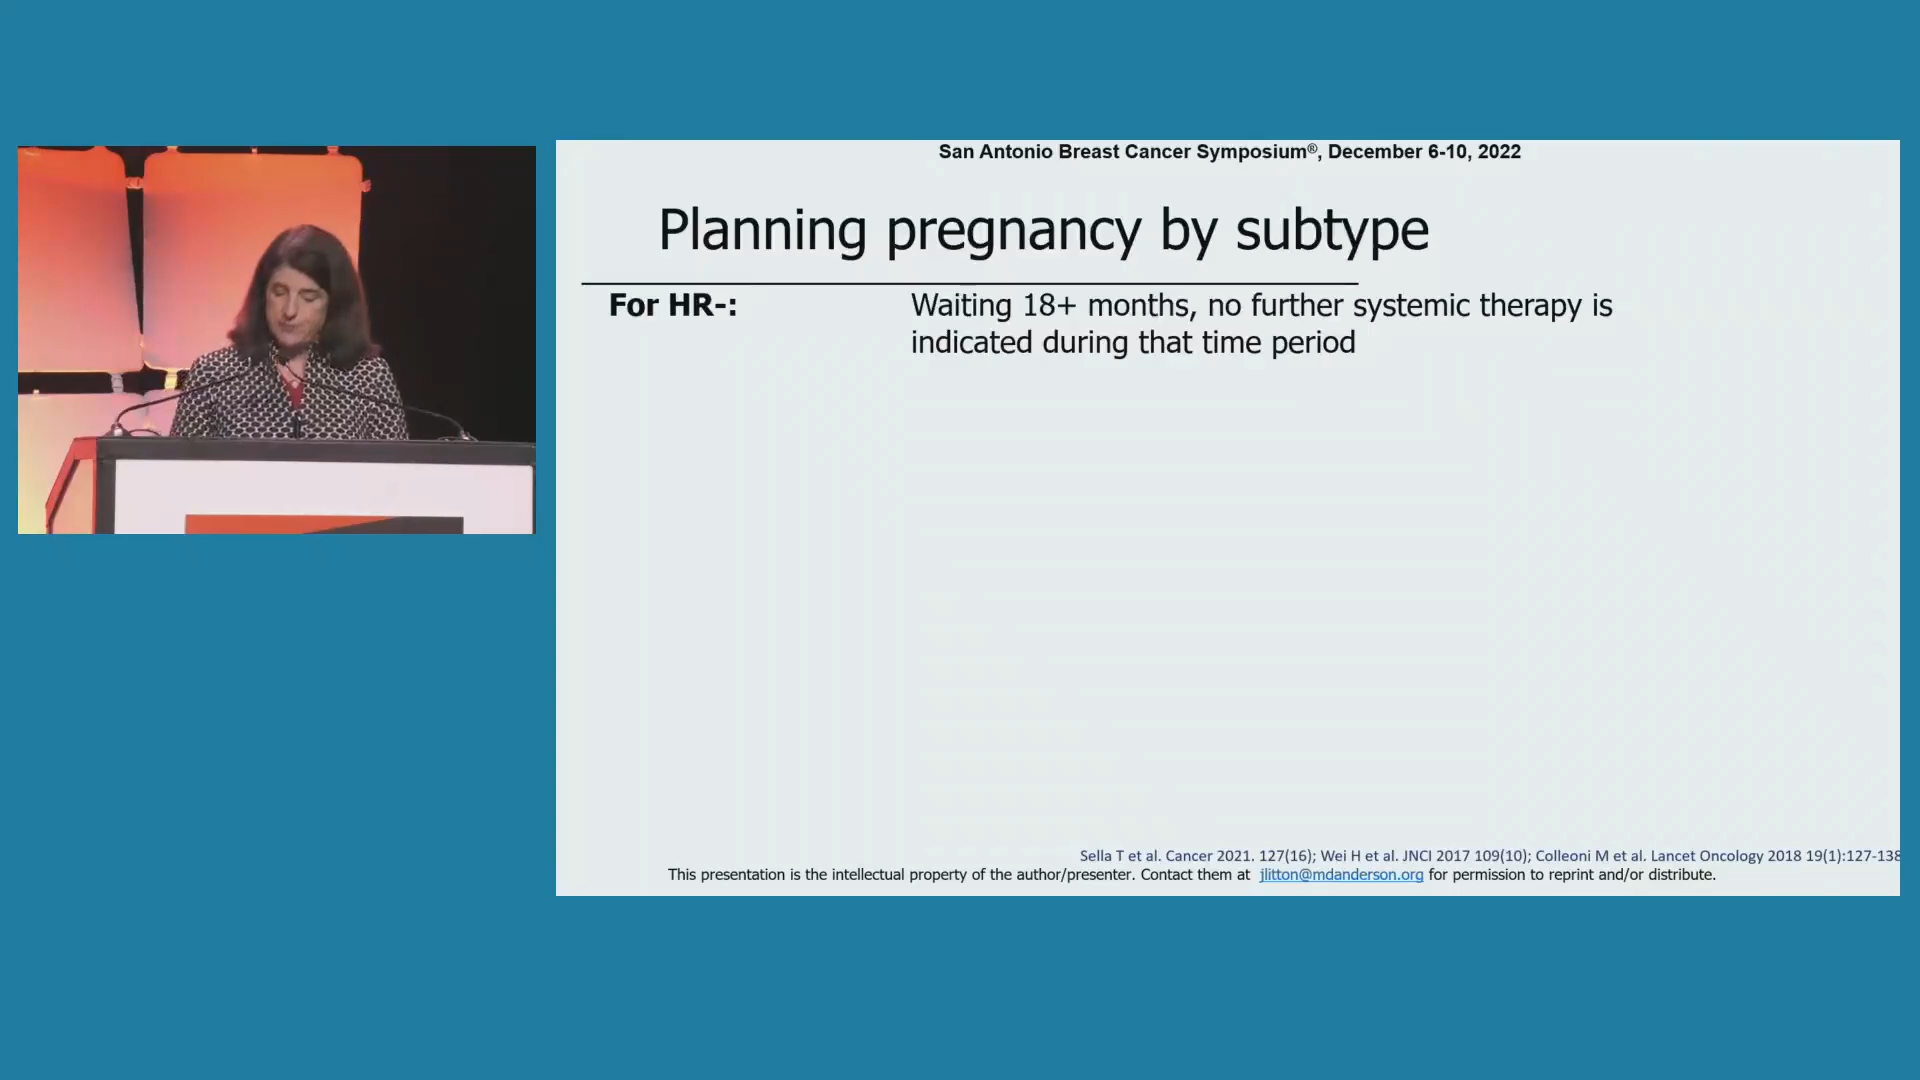 San Antonio Breast Cancer Symposium®, December 6-10, 2022
Planning pregnancy by subtype
For HR-: Waiting 18+ months, no further systemic therapy is
indicated during that time period
Sella T et al. Cancer 2021. 127(16); Wei H et al. JNCI 2017 109(10); Colleoni M et al. Lancet Oncology 2018 19(1):127-138
This presentation is the intellectual property of the author/presenter. Contact them at jlitton@mdanderson.org for permission to reprint and/or distribute.